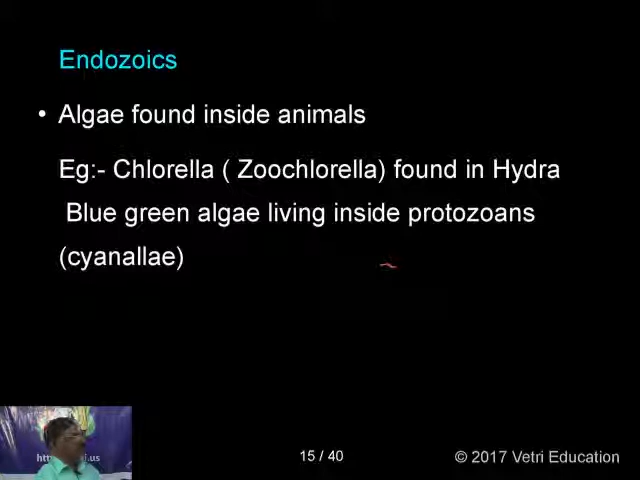 Endozoics
• Algae found inside animals
Eg:- Chlorella ( Zoochlorella) found in Hydra
Blue green algae living inside protozoans
(cyanallae)
15 / 40
© 2017 Vetri Education